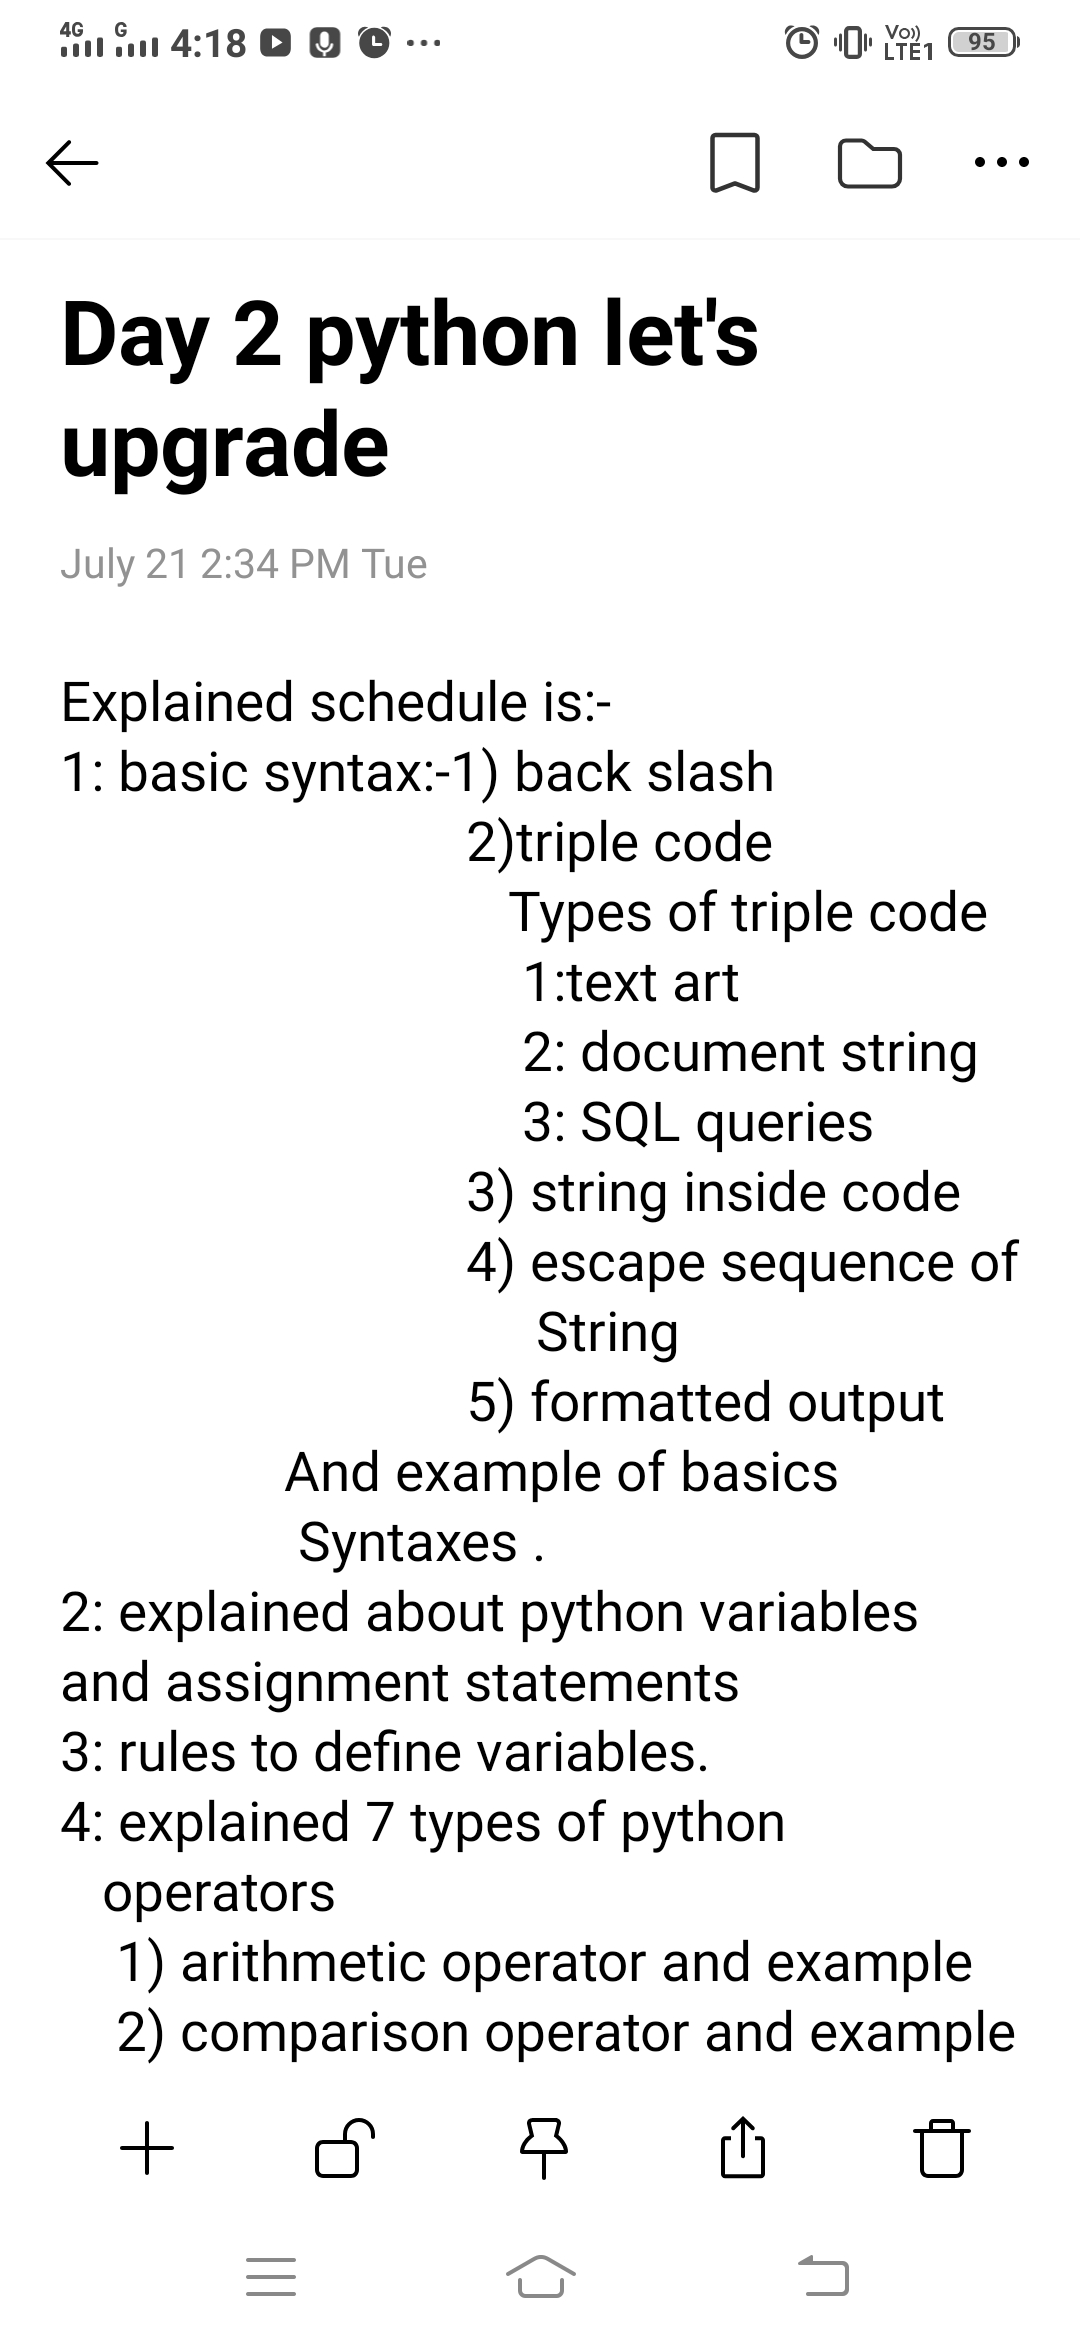 4G G 4:18 Vo)) LTE1 95
Day 2 python let's
upgrade
July 21 2:34 PM Tue
Explained schedule is:-
1: basic syntax:-1) back slash
2)triple code
Types of triple code
1:text art
2: document string
3: SQL queries
3) string inside code
4) escape sequence of
String
5) formatted output
And example of basics
Syntaxes .
2: explained about python variables
and assignment statements
3: rules to define variables.
4: explained 7 types of python
operators
1) arithmetic operator and example
2) comparison operator and example